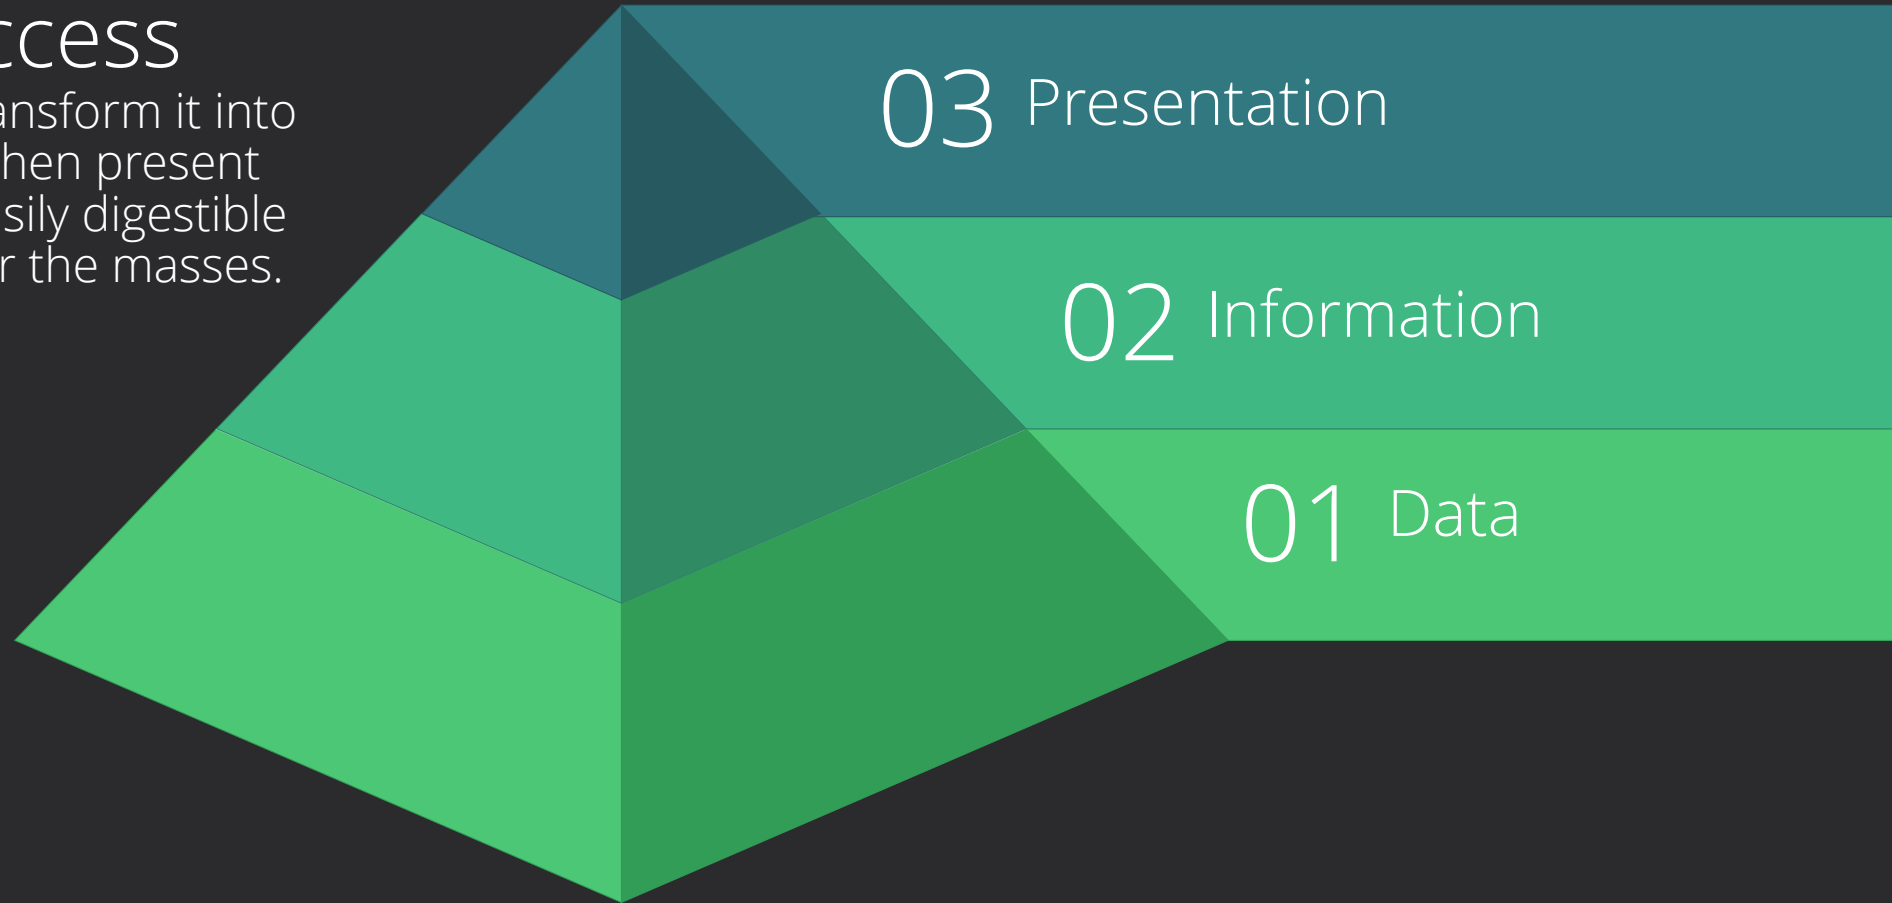 ccess
ansform it into
hen present
sily digestible
r the masses.
03 Presentation
02 Information
01 Data